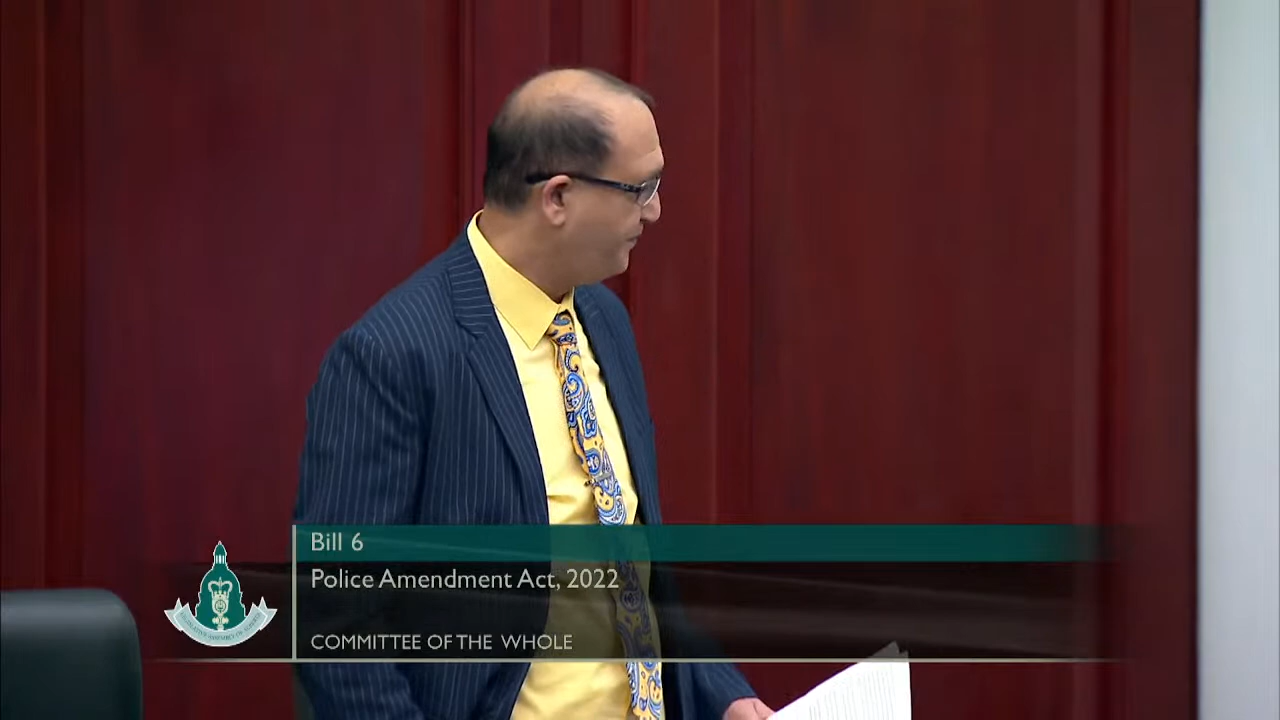 Bill 6
Police Amendment Act, 2022
COMMITTEE OF THE WHOLE